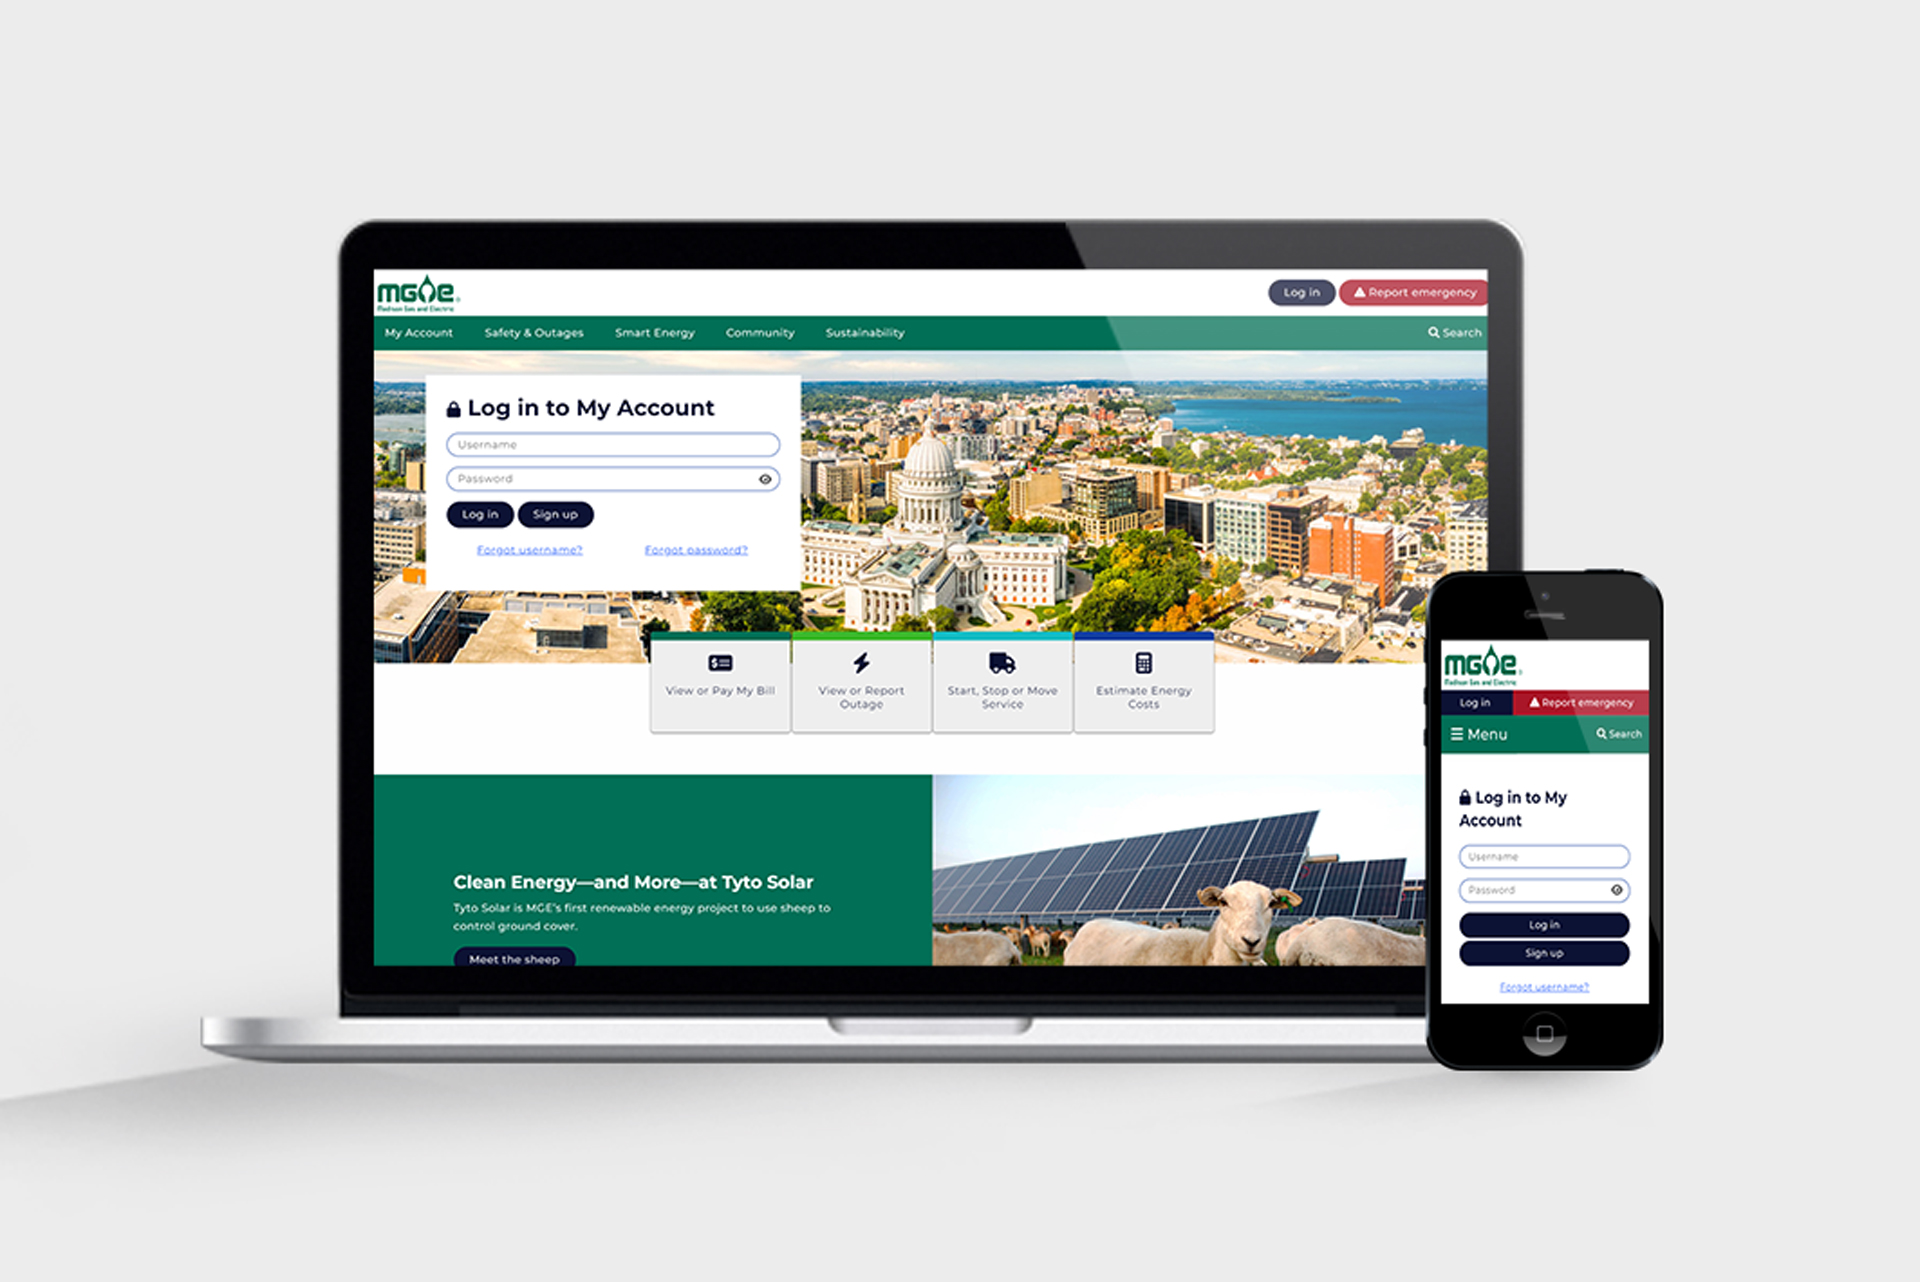 mge
Madison Gas and Electric
Log in
Report emergency
My Account
Safety & Outages
Smart Energy
Community
Sustainability
Search
Log in to My Account
Username
Password
Log in
Sign up
Forgot username?
Forgot password?
View or Pay My Bill
View or Report
Outage
Start, Stop or Move
Service
Estimate Energy
Costs
Clean Energy—and More—at Tyto Solar
Tyto Solar is MGE's first renewable energy project to use sheep to
control ground cover.
Meet the sheep
mge
Madison Gas and Electric
Log in
Report emergency
Menu
Search
Log in to My
Account
Username
Password
Log in
Sign up
Forgot username?